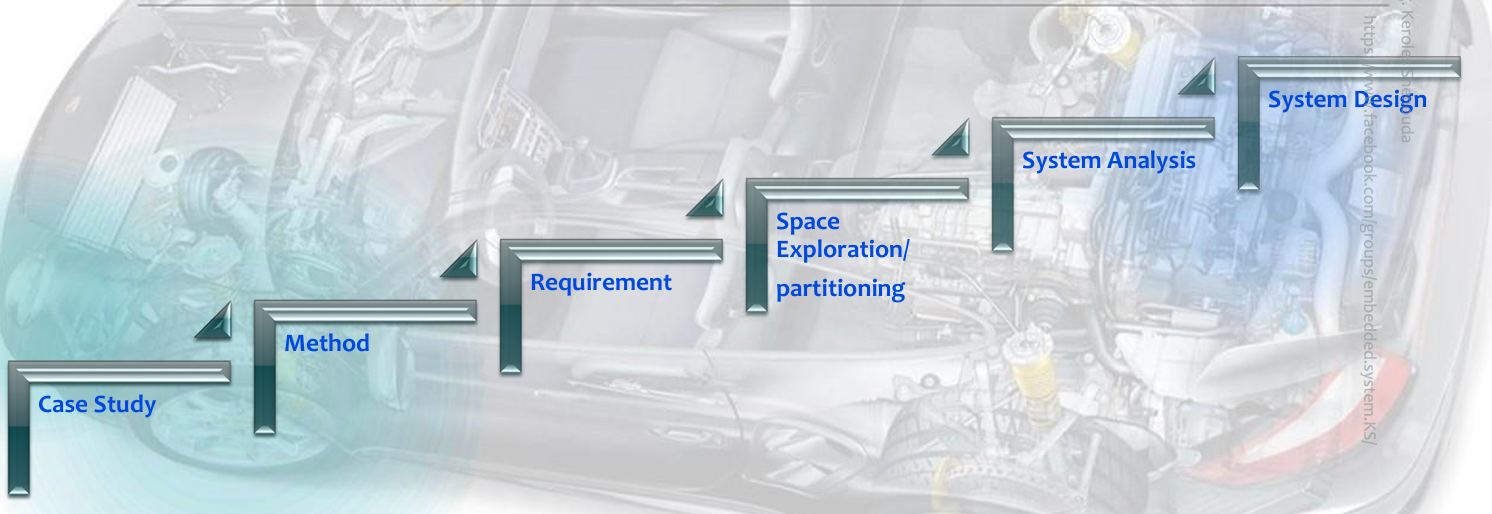 Case Study
Method
Requirement
Space
Exploration/
partitioning
System Analysis
System Design
https://www.facebook.com/groups/embedded.system.KS/